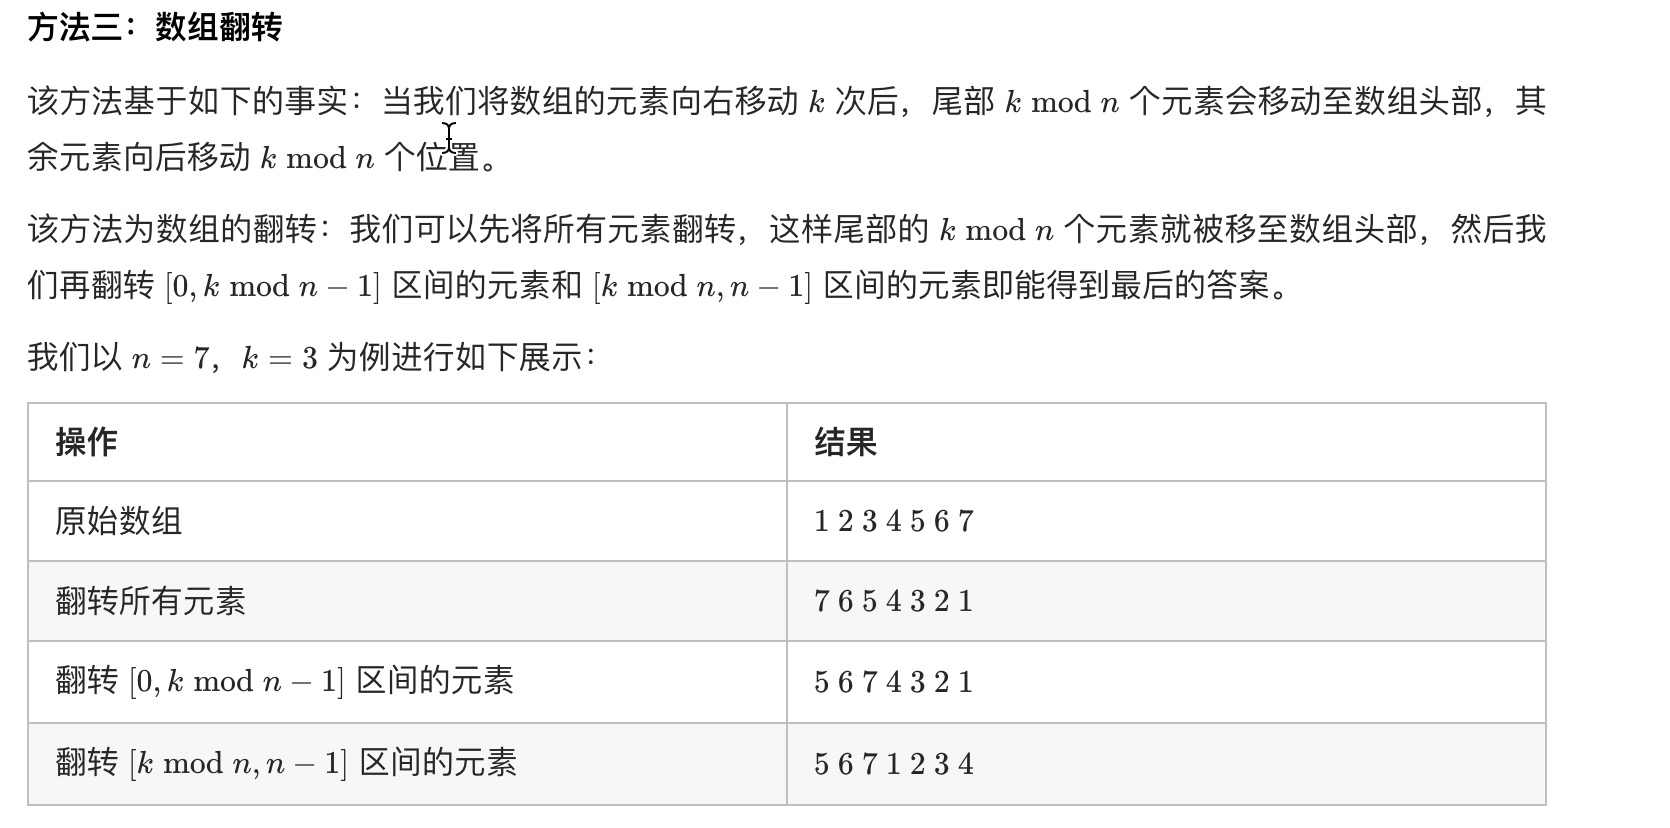 方法三：数组翻转
该方法基于如下的事实：当我们将数组的元素向右移动 k 次后，尾部 k mod n 个元素会移动至数组头部，其
余元素向后移动 k mod n 个位置。
该方法为数组的翻转：我们可以先将所有元素翻转，这样尾部的 k mod n 个元素就被移至数组头部，然后我
们再翻转 [0, k mod n − 1] 区间的元素和 [k mod n, n − 1] 区间的元素即能得到最后的答案。
我们以 n = 7，k = 3 为例进行如下展示：
操作 结果
原始数组 1 2 3 4 5 6 7
翻转所有元素 7 6 5 4 3 2 1
翻转 [0, k mod n − 1] 区间的元素 5 6 7 4 3 2 1
翻转 [k mod n, n − 1] 区间的元素 5 6 7 1 2 3 4